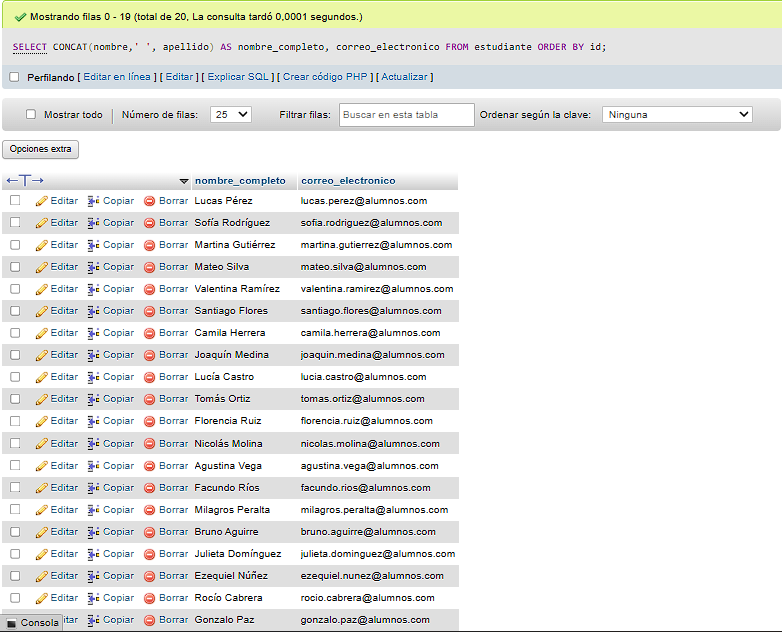 Mostrando filas 0 - 19 (total de 20, La consulta tardó 0,0001 segundos.)
SELECT CONCAT(nombre,' ', apellido) AS nombre_completo, correo_electronico FROM estudiante ORDER BY id;
Perfilando [ Editar en línea ] [ Editar ] [ Explicar SQL ] [ Crear código PHP ] [ Actualizar ]
Mostrar todo Número de filas: 25 Filtrar filas: Buscar en esta tabla Ordenar según la clave: Ninguna
Opciones extra
←T→ nombre_completo correo_electronico
Editar Copiar Borrar Lucas Pérez lucas.perez@alumnos.com
Editar Copiar Borrar Sofía Rodríguez sofia.rodriguez@alumnos.com
Editar Copiar Borrar Martina Gutiérrez martina.gutierrez@alumnos.com
Editar Copiar Borrar Mateo Silva mateo.silva@alumnos.com
Editar Copiar Borrar Valentina Ramírez valentina.ramirez@alumnos.com
Editar Copiar Borrar Santiago Flores santiago.flores@alumnos.com
Editar Copiar Borrar Camila Herrera camila.herrera@alumnos.com
Editar Copiar Borrar Joaquín Medina joaquin.medina@alumnos.com
Editar Copiar Borrar Lucía Castro lucia.castro@alumnos.com
Editar Copiar Borrar Tomás Ortiz tomas.ortiz@alumnos.com
Editar Copiar Borrar Florencia Ruiz florencia.ruiz@alumnos.com
Editar Copiar Borrar Nicolás Molina nicolas.molina@alumnos.com
Editar Copiar Borrar Agustina Vega agustina.vega@alumnos.com
Editar Copiar Borrar Facundo Ríos facundo.rios@alumnos.com
Editar Copiar Borrar Milagros Peralta milagros.peralta@alumnos.com
Editar Copiar Borrar Bruno Aguirre bruno.aguirre@alumnos.com
Editar Copiar Borrar Julieta Domínguez julieta.dominguez@alumnos.com
Editar Copiar Borrar Ezequiel Núñez ezequiel.nunez@alumnos.com
Editar Copiar Borrar Rocío Cabrera rocio.cabrera@alumnos.com
Consola tar Copiar Borrar Gonzalo Paz gonzalo.paz@alumnos.com